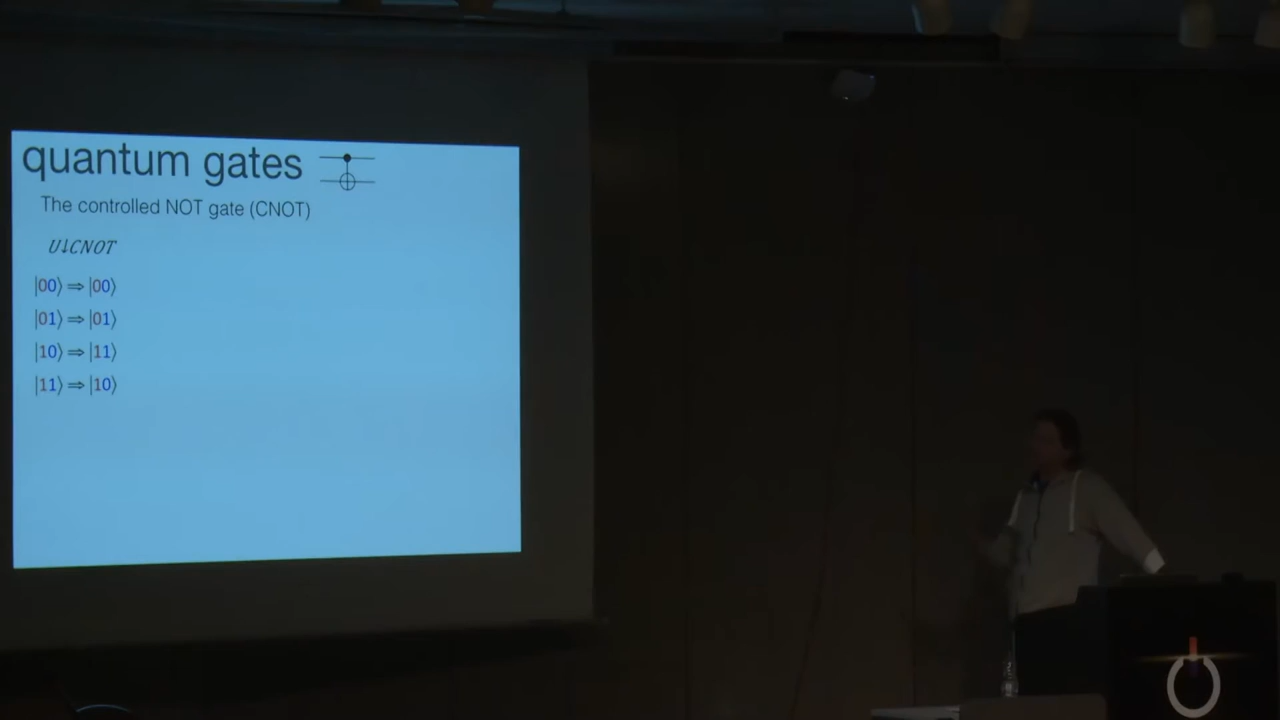 quantum gates
The controlled NOT gate (CNOT)
U↓CNOT
|00⟩ ⇒ |00⟩
|01⟩ ⇒ |01⟩
|10⟩ ⇒ |11⟩
|11⟩ ⇒ |10⟩